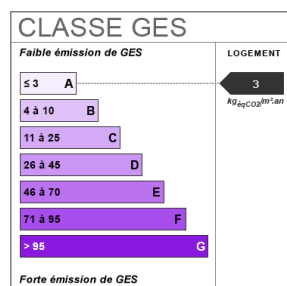 CLASSE GES
Faible émission de GES
LOGEMENT
≤ 3 A
3
kgéqCO2/m².an
4 à 10 B
11 à 25 C
26 à 45 D
46 à 70 E
71 à 95 F
> 95 G
Forte émission de GES